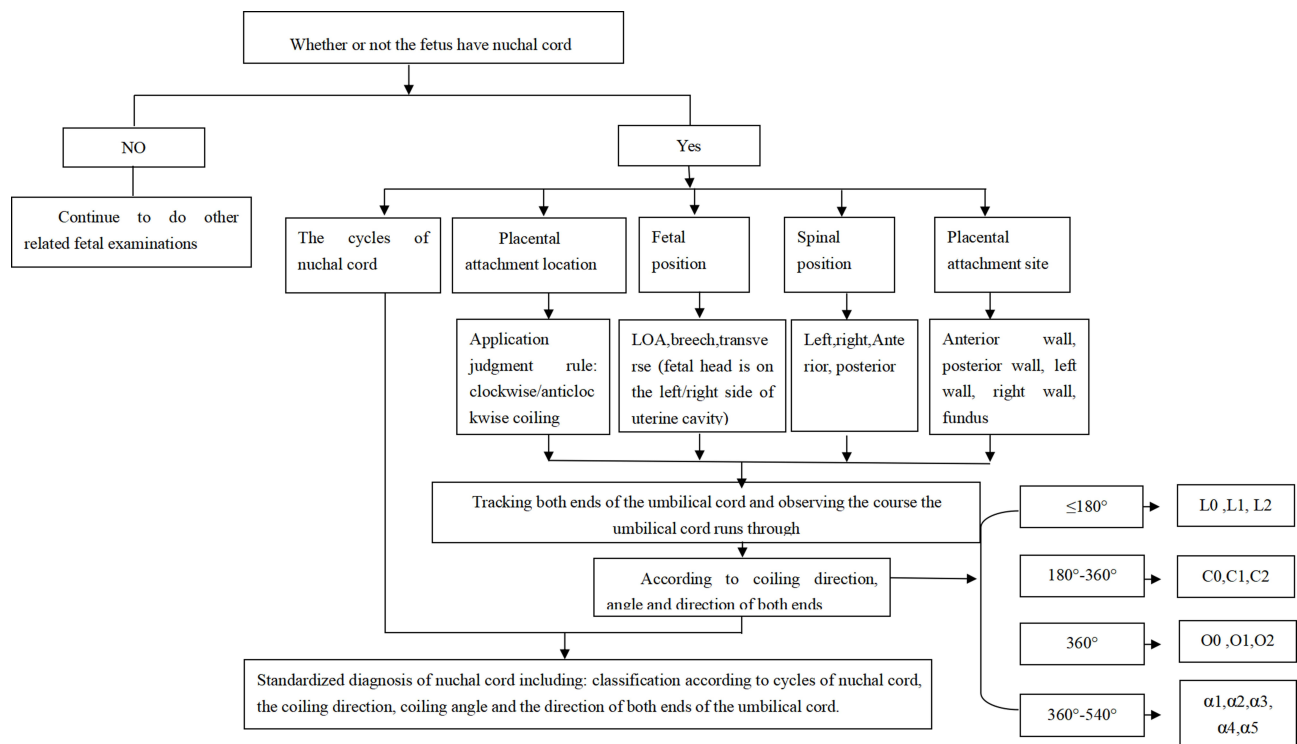 Whether or not the fetus have nuchal cord
NO
Yes
Continue to do other
related fetal examinations
The cycles of
nuchal cord
Placental
attachment location
Fetal
position
Spinal
position
Placental
attachment site
Application
judgment rule:
clockwise/anticloc
kwise coiling
LOA,breech,transve
rse (fetal head is on
the left/right side of
uterine cavity)
Left,right,Ante
rior, posterior
Anterior wall,
posterior wall, left
wall, right wall,
fundus
Tracking both ends of the umbilical cord and observing the course the
umbilical cord runs through
According to coiling direction,
angle and direction of both ends
≤180°
L0 ,L1, L2
180°-360°
C0,C1,C2
360°
O0 ,O1,O2
360°-540°
α1,α2,α3,
α4,α5
Standardized diagnosis of nuchal cord including: classification according to cycles of nuchal cord,
the coiling direction, coiling angle and the direction of both ends of the umbilical cord.